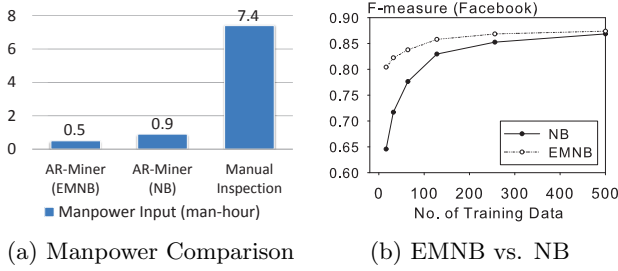 8
6
4
2
0
0.5
0.9
7.4
AR-Miner (EMNB)
AR-Miner (NB)
Manual Inspection
Manpower Input (man-hour)
(a) Manpower Comparison
F-measure (Facebook)
0.90
0.85
0.80
0.75
0.70
0.65
0.60
NB
EMNB
0 100 200 300 400 500
No. of Training Data
(b) EMNB vs. NB